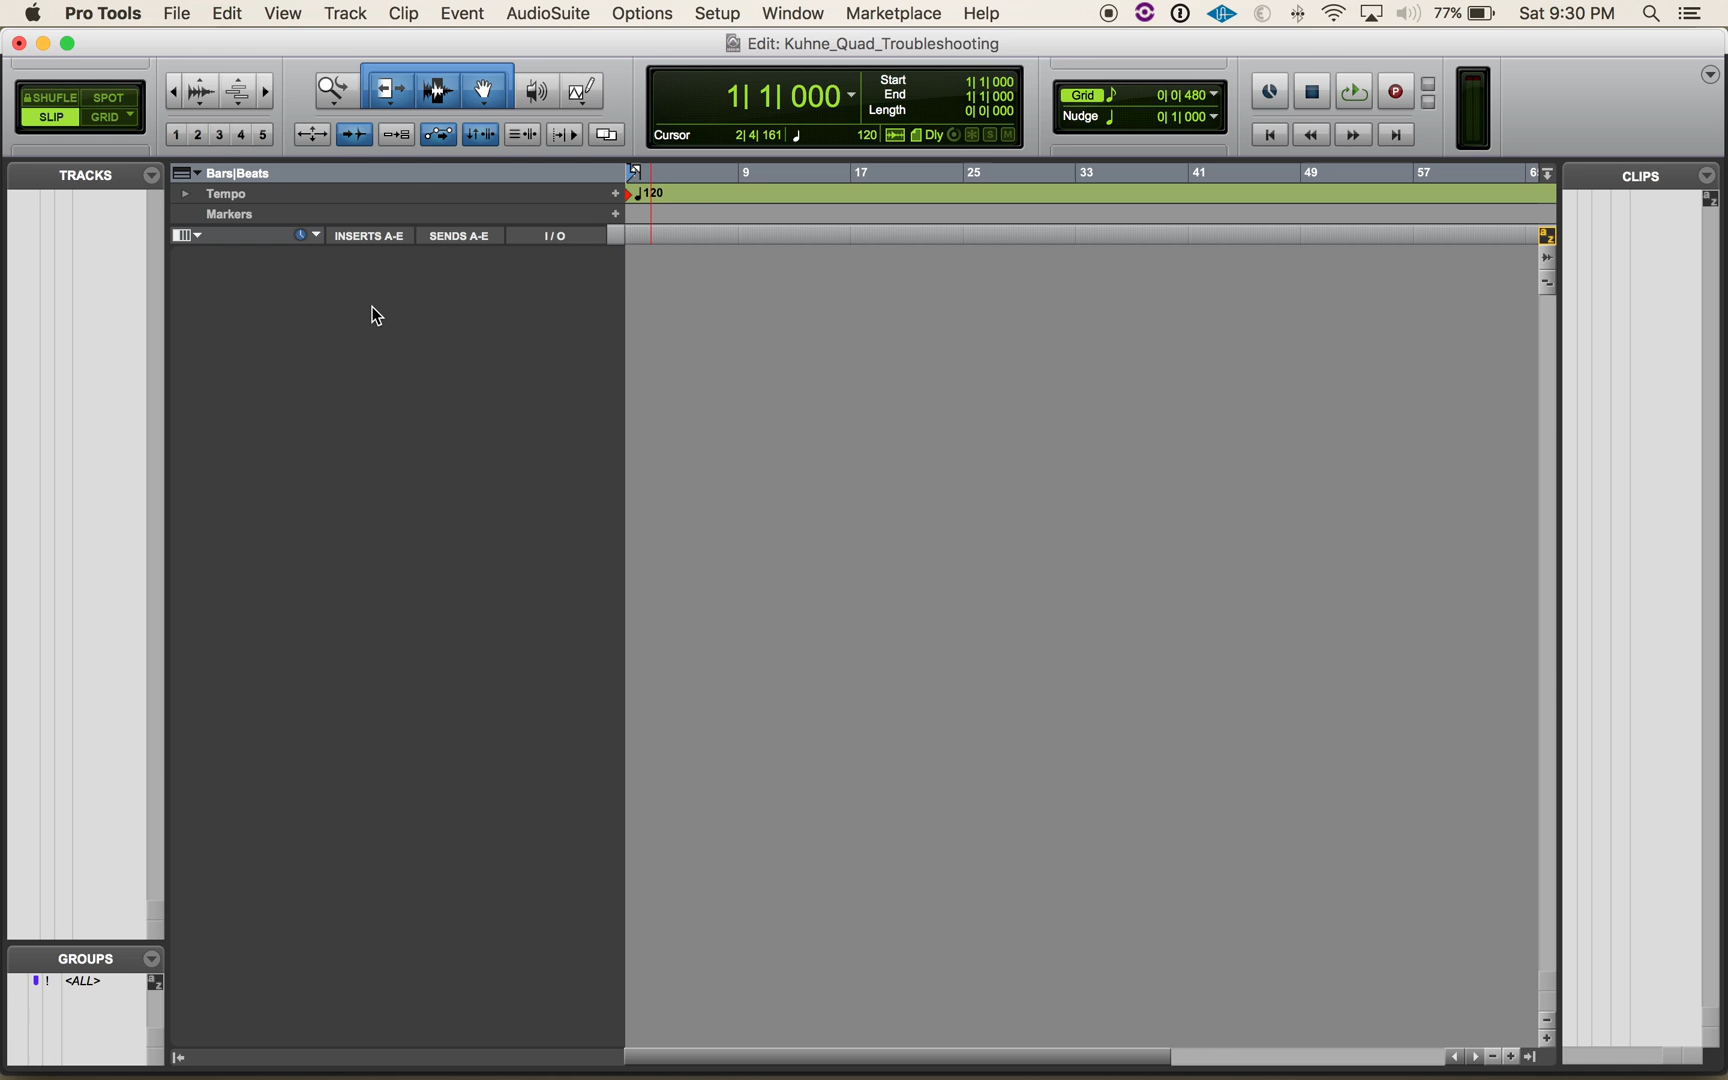 Pro Tools File Edit View Track Clip Event AudioSuite Options Setup Window Marketplace Help 77% Sat 9:30 PM
Edit: Kuhne_Quad_Troubleshooting
SHUFLE SPOT
SLIP GRID
1 2 3 4 5
1| 1| 000
Start 1| 1| 000
End 1| 1| 000
Length 0| 0| 000
Cursor 2| 4| 161 120 Dly S M
Grid 0| 0| 480
Nudge 0| 1| 000
P
TRACKS
Bars|Beats 9 17 25 33 41 49 57
CLIPS
Tempo + 120
Markers +
INSERTS A-E SENDS A-E I / O
a z
GROUPS
! <ALL> a z